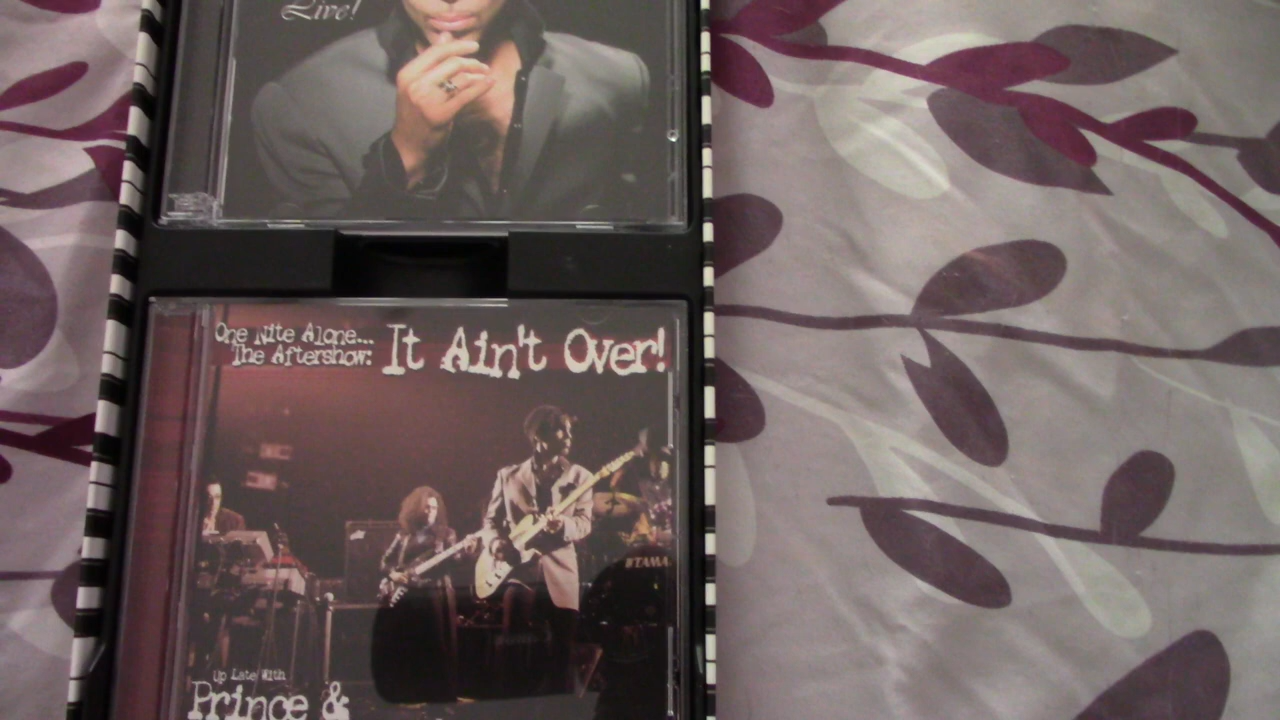 Live!
One Nite Alone...
The Aftershow: It Ain't Over!
TAMA
Up Late With
Prince &